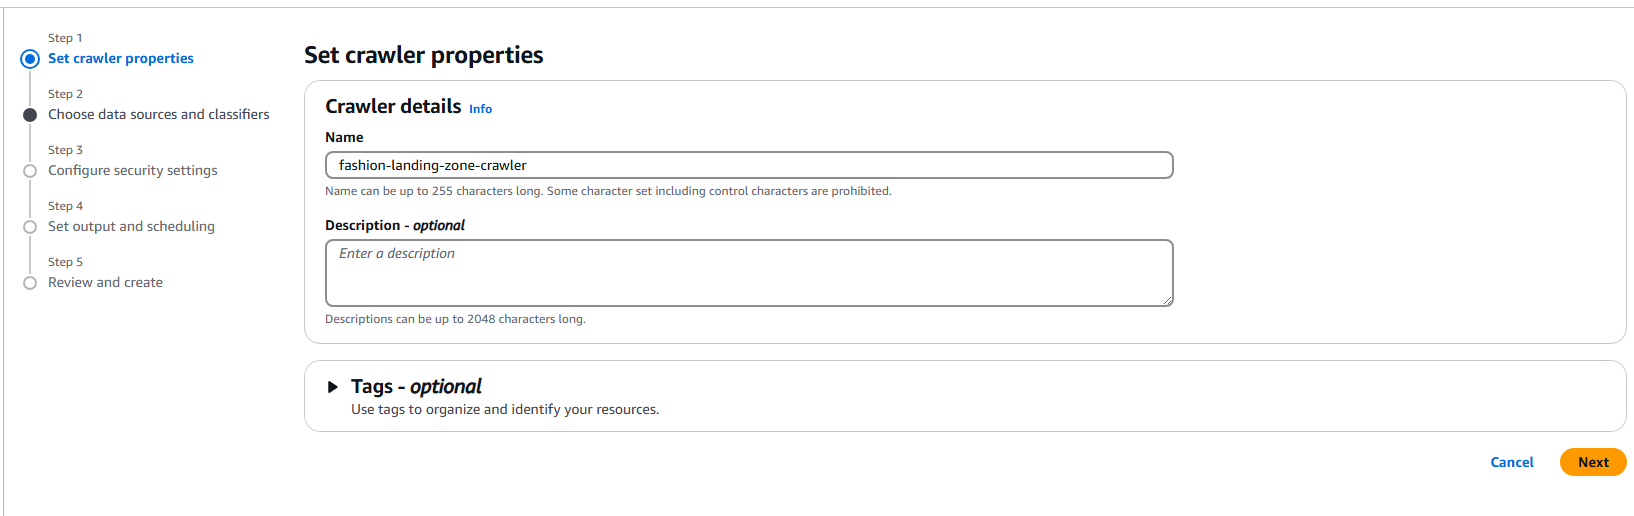 Step 1
Set crawler properties
Step 2
Choose data sources and classifiers
Step 3
Configure security settings
Step 4
Set output and scheduling
Step 5
Review and create
Set crawler properties
Crawler details Info
Name
fashion-landing-zone-crawler
Name can be up to 255 characters long. Some character set including control characters are prohibited.
Description - optional
Enter a description
Descriptions can be up to 2048 characters long.
Tags - optional
Use tags to organize and identify your resources.
Cancel Next